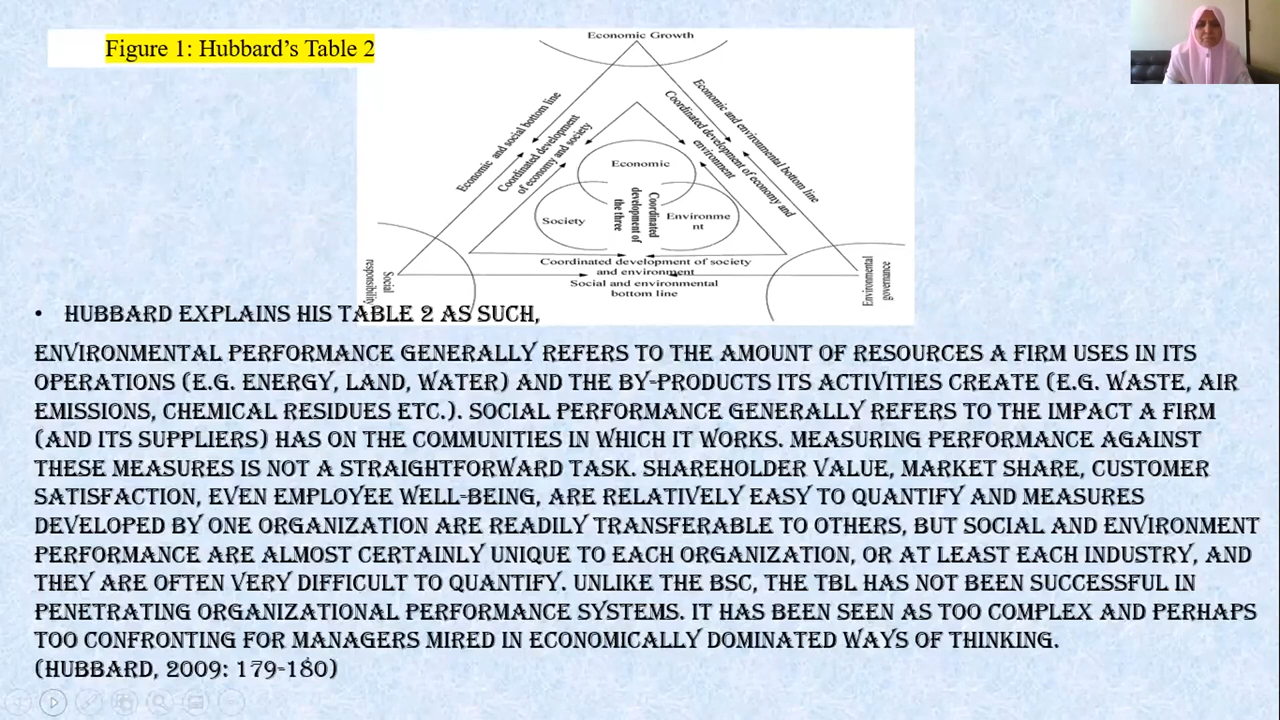 Figure 1: Hubbard's Table 2
Economic Growth
Economic and social bottom line
Coordinated development
of economy and society
Economic and environmental bottom line
Coordinated development of economy and
environment
Economic
Society
Environme
nt
Coordinated
development of
the three
Coordinated development of society
and environment
Social and environmental
bottom line
Social
responsibility
Environmental
governance
• HUBBARD EXPLAINS HIS TABLE 2 AS SUCH,
ENVIRONMENTAL PERFORMANCE GENERALLY REFERS TO THE AMOUNT OF RESOURCES A FIRM USES IN ITS
OPERATIONS (E.G. ENERGY, LAND, WATER) AND THE BY-PRODUCTS ITS ACTIVITIES CREATE (E.G. WASTE, AIR
EMISSIONS, CHEMICAL RESIDUES ETC.). SOCIAL PERFORMANCE GENERALLY REFERS TO THE IMPACT A FIRM
(AND ITS SUPPLIERS) HAS ON THE COMMUNITIES IN WHICH IT WORKS. MEASURING PERFORMANCE AGAINST
THESE MEASURES IS NOT A STRAIGHTFORWARD TASK. SHAREHOLDER VALUE, MARKET SHARE, CUSTOMER
SATISFACTION, EVEN EMPLOYEE WELL-BEING, ARE RELATIVELY EASY TO QUANTIFY AND MEASURES
DEVELOPED BY ONE ORGANIZATION ARE READILY TRANSFERABLE TO OTHERS, BUT SOCIAL AND ENVIRONMENT
PERFORMANCE ARE ALMOST CERTAINLY UNIQUE TO EACH ORGANIZATION, OR AT LEAST EACH INDUSTRY, AND
THEY ARE OFTEN VERY DIFFICULT TO QUANTIFY. UNLIKE THE BSC, THE TBL HAS NOT BEEN SUCCESSFUL IN
PENETRATING ORGANIZATIONAL PERFORMANCE SYSTEMS. IT HAS BEEN SEEN AS TOO COMPLEX AND PERHAPS
TOO CONFRONTING FOR MANAGERS MIRED IN ECONOMICALLY DOMINATED WAYS OF THINKING.
(HUBBARD, 2009: 179-180)